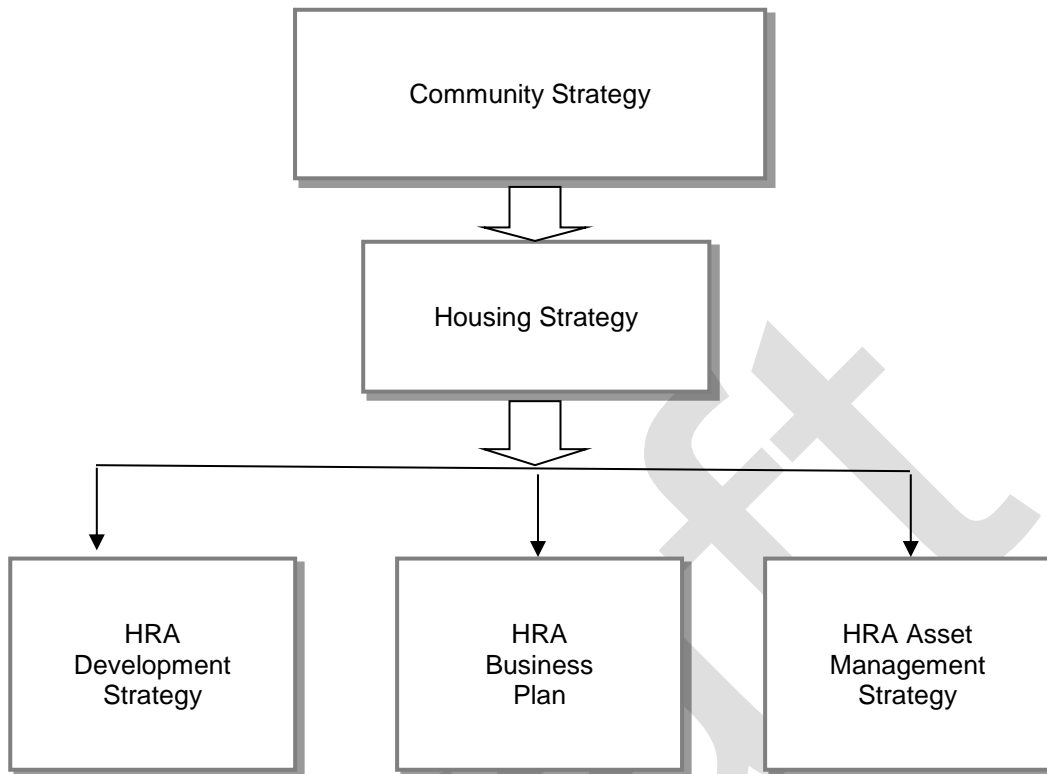 Community Strategy
Housing Strategy
HRA
Development
Strategy
HRA
Business
Plan
HRA Asset
Management
Strategy